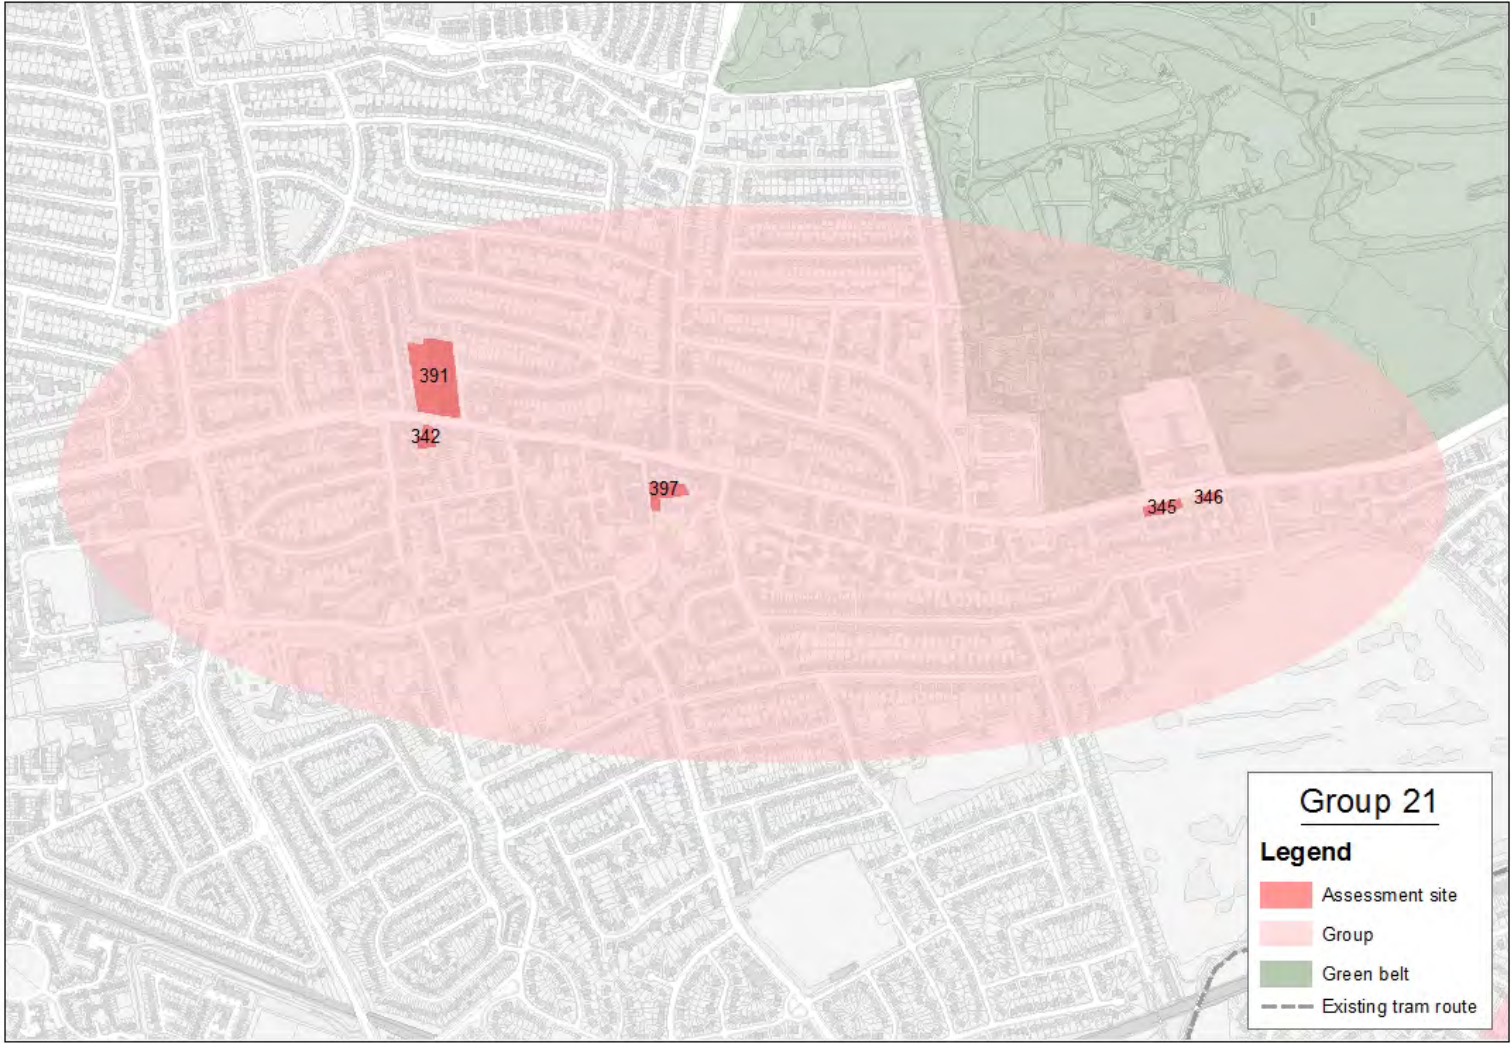 391
342
397
346
345
Group 21
Legend
Assessment site
Group
Green belt
Existing tram route